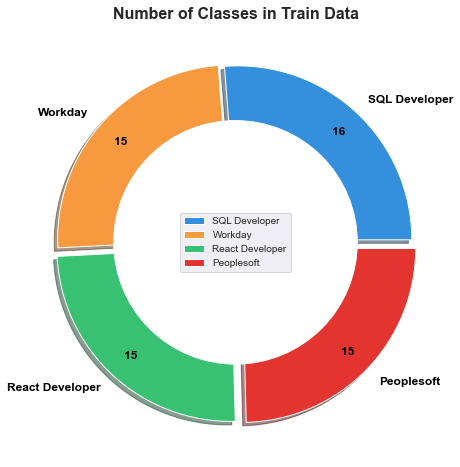 Number of Classes in Train Data
SQL Developer
16
Workday
15
SQL Developer
Workday
React Developer
Peoplesoft
15
React Developer
15
Peoplesoft